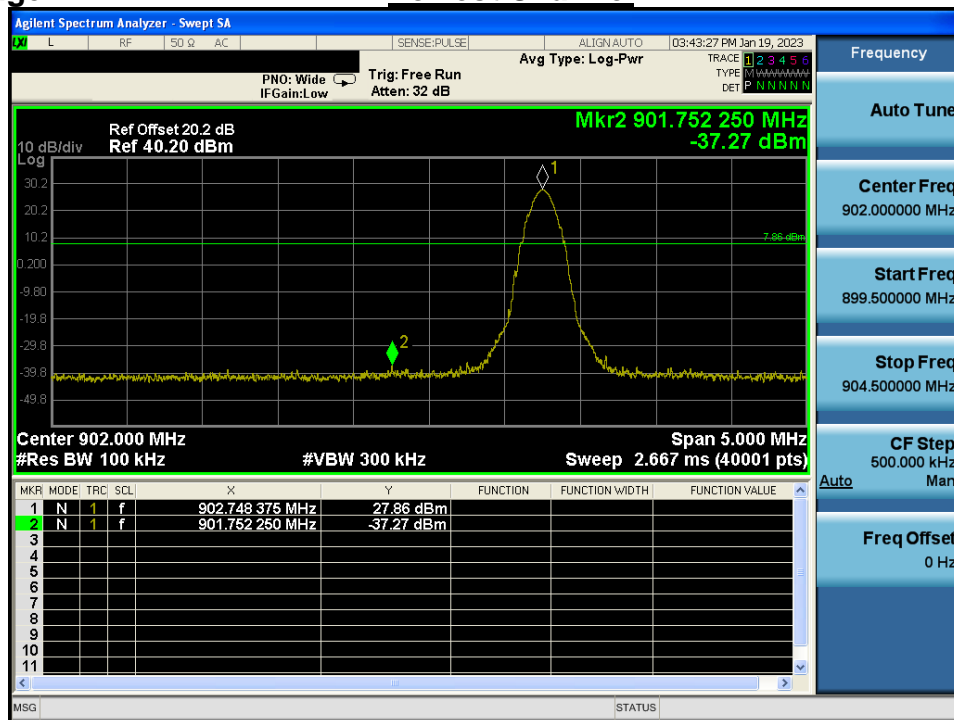 Agilent Spectrum Analyzer - Swept SA
LXI L RF 50 Ω AC SENSE:PULSE ALIGN AUTO 03:43:27 PM Jan 19, 2023
Frequency
Avg Type: Log-Pwr TRACE 1 2 3 4 5 6
PNO: Wide Trig: Free Run TYPE M WWWWW
IFGain:Low Atten: 32 dB DET P N N N N N
Auto Tune
Mkr2 901.752 250 MHz
Ref Offset 20.2 dB
10 dB/div Ref 40.20 dBm -37.27 dBm
Log
1
30.2
20.2
10.2
7.86 dBm
0.200
-9.80
-19.8
-29.8
2
-39.8
-49.8
Center 902.000 MHz Span 5.000 MHz
#Res BW 100 kHz #VBW 300 kHz Sweep 2.667 ms (40001 pts)
MKR MODE TRC SCL X Y FUNCTION FUNCTION WIDTH FUNCTION VALUE
1 N 1 f 902.748 375 MHz 27.86 dBm
2 N 1 f 901.752 250 MHz -37.27 dBm
3
4
5
6
7
8
9
10
11
MSG STATUS
Center Freq
902.000000 MHz
Start Freq
899.500000 MHz
Stop Freq
904.500000 MHz
CF Step
500.000 kHz
Auto Man
Freq Offset
0 Hz